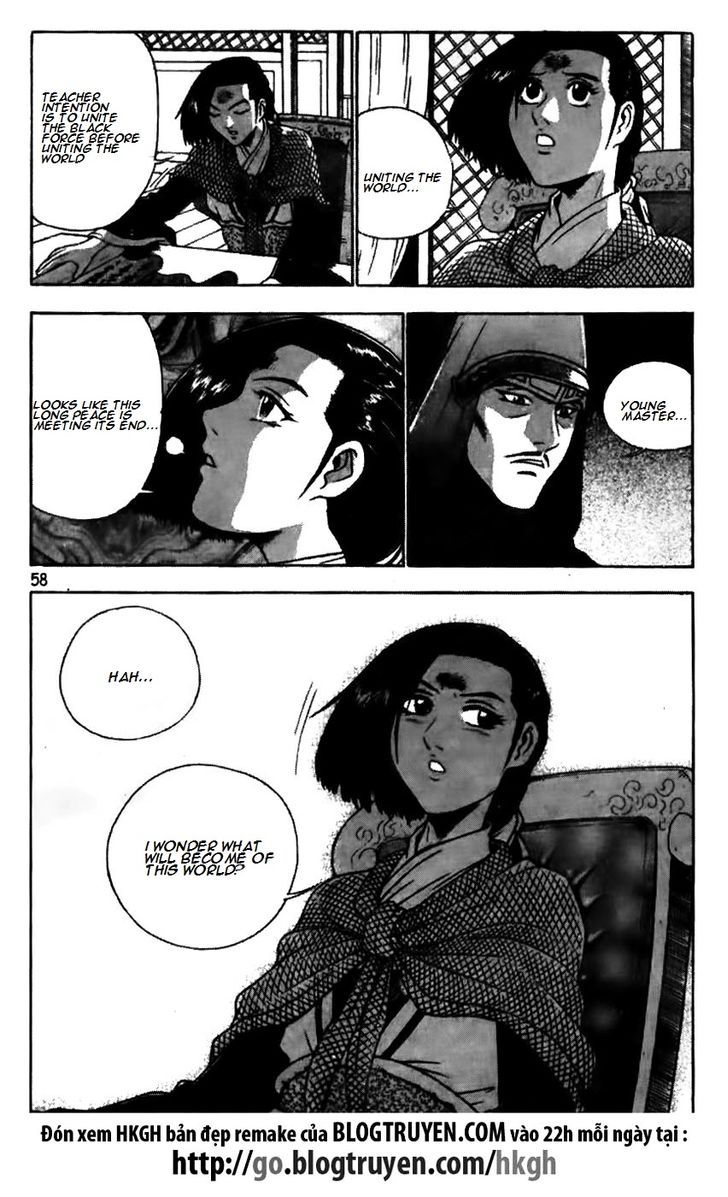 TEACHER
INTENTION
IS TO UNITE
THE BLACK
FORCE BEFORE
UNITING THE
WORLD
UNITING THE
WORLD...
LOOKS LIKE THIS
LONG PEACE IS
MEETING ITS END...
YOUNG
MASTER...
58
HAH...
I WONDER WHAT
WILL BECOME OF
THIS WORLD?
Đón xem HKGH bản đẹp remake của BLOGTRUYEN.COM vào 22h mỗi ngày tại :
http://go.blogtruyen.com/hkgh